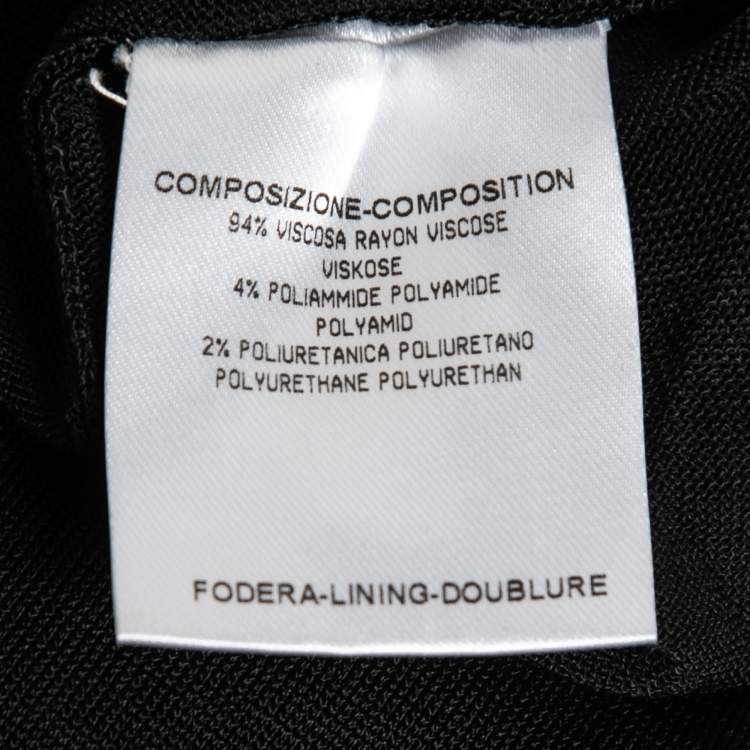 COMPOSIZIONE-COMPOSITION
94% VISCOSA RAYON VISCOSE
VISKOSE
4% POLIAMMIDE POLYAMIDE
POLYAMID
2% POLIURETANICA POLIURETANO
POLYURETHANE POLYURETHAN
FODERA-LINING-DOUBLURE